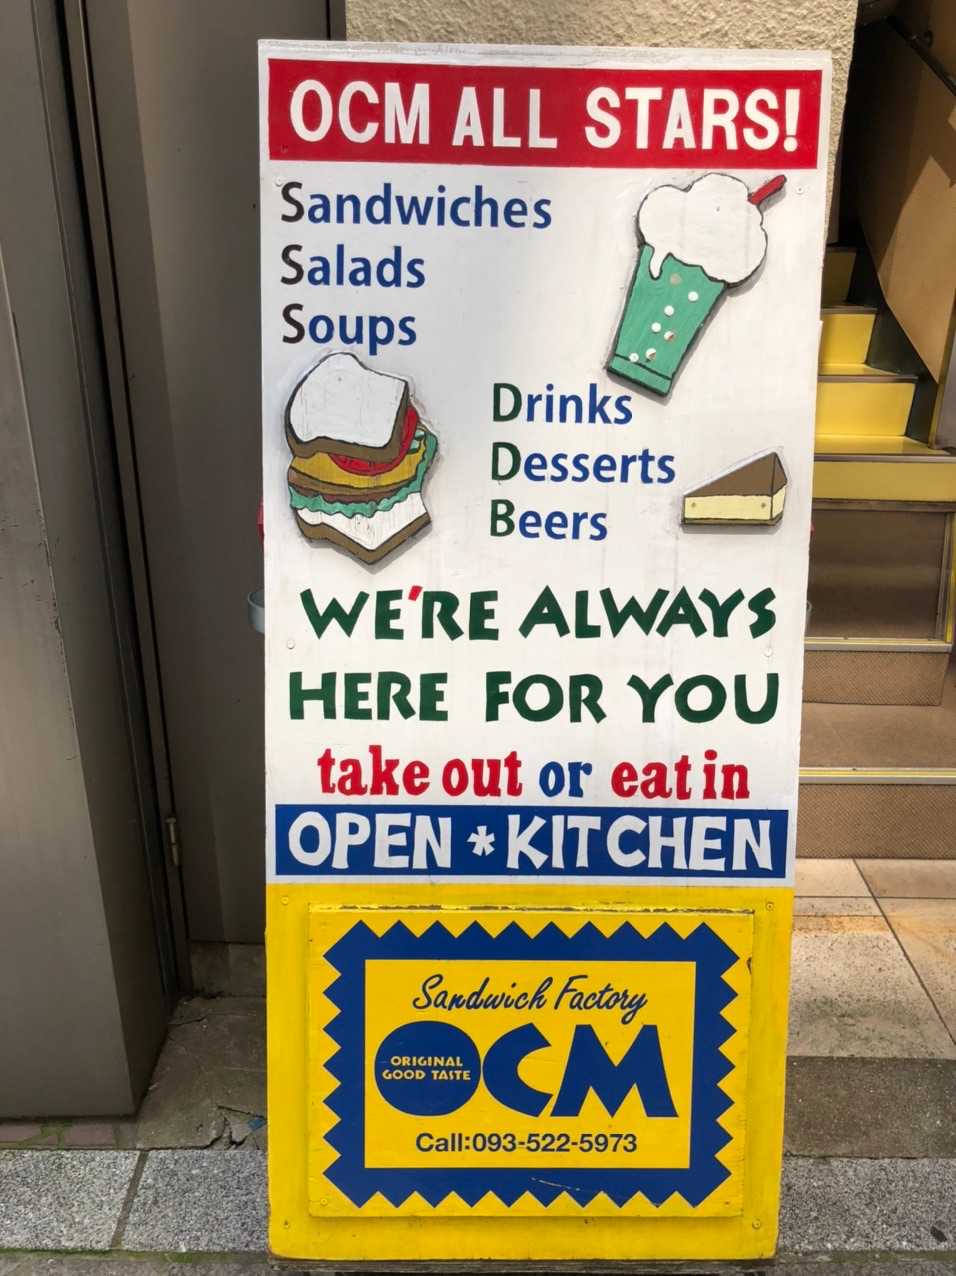 OCM ALL STARS!
Sandwiches
Salads
Soups
Drinks
Desserts
Beers
WE'RE ALWAYS
HERE FOR YOU
take out or eat in
OPEN * KITCHEN
Sandwich Factory
OCM
ORIGINAL
GOOD TASTE
Call:093-522-5973